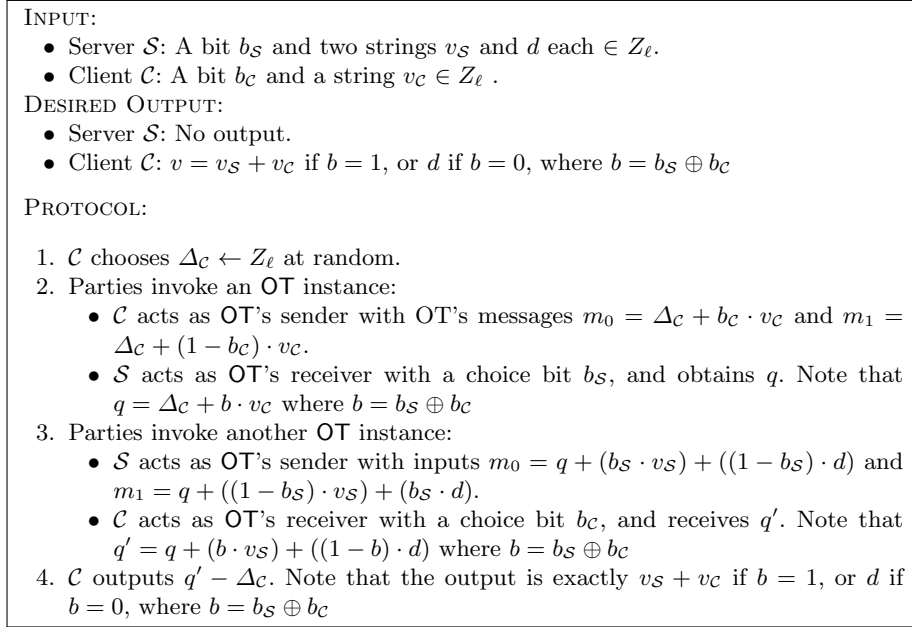 INPUT:
• Server 𝒮: A bit b_𝒮 and two strings v_𝒮 and d each ∈ Z_ℓ.
• Client 𝒞: A bit b_𝒞 and a string v_𝒞 ∈ Z_ℓ .
DESIRED OUTPUT:
• Server 𝒮: No output.
• Client 𝒞: v = v_𝒮 + v_𝒞 if b = 1, or d if b = 0, where b = b_𝒮 ⊕ b_𝒞
PROTOCOL:
1. 𝒞 chooses Δ_𝒞 ← Z_ℓ at random.
2. Parties invoke an OT instance:
• 𝒞 acts as OT's sender with OT's messages m_0 = Δ_𝒞 + b_𝒞 · v_𝒞 and m_1 =
Δ_𝒞 + (1 − b_𝒞) · v_𝒞.
• 𝒮 acts as OT's receiver with a choice bit b_𝒮, and obtains q. Note that
q = Δ_𝒞 + b · v_𝒞 where b = b_𝒮 ⊕ b_𝒞
3. Parties invoke another OT instance:
• 𝒮 acts as OT's sender with inputs m_0 = q + (b_𝒮 · v_𝒮) + ((1 − b_𝒮) · d) and
m_1 = q + ((1 − b_𝒮) · v_𝒮) + (b_𝒮 · d).
• 𝒞 acts as OT's receiver with a choice bit b_𝒞, and receives q′. Note that
q′ = q + (b · v_𝒮) + ((1 − b) · d) where b = b_𝒮 ⊕ b_𝒞
4. 𝒞 outputs q′ − Δ_𝒞. Note that the output is exactly v_𝒮 + v_𝒞 if b = 1, or d if
b = 0, where b = b_𝒮 ⊕ b_𝒞